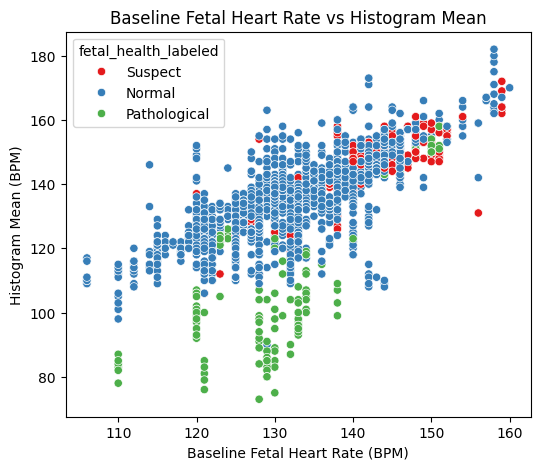 Baseline Fetal Heart Rate vs Histogram Mean
fetal_health_labeled
Suspect
Normal
Pathological
180
160
140
120
100
80
Histogram Mean (BPM)
110
120
130
140
150
160
Baseline Fetal Heart Rate (BPM)